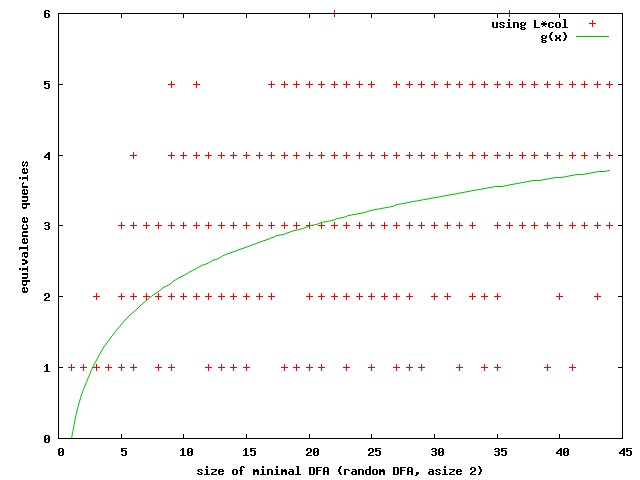 6
using L*col
g(x)
5
4
3
2
1
0
equivalence queries
0 5 10 15 20 25 30 35 40 45
size of minimal DFA (random DFA, asize 2)